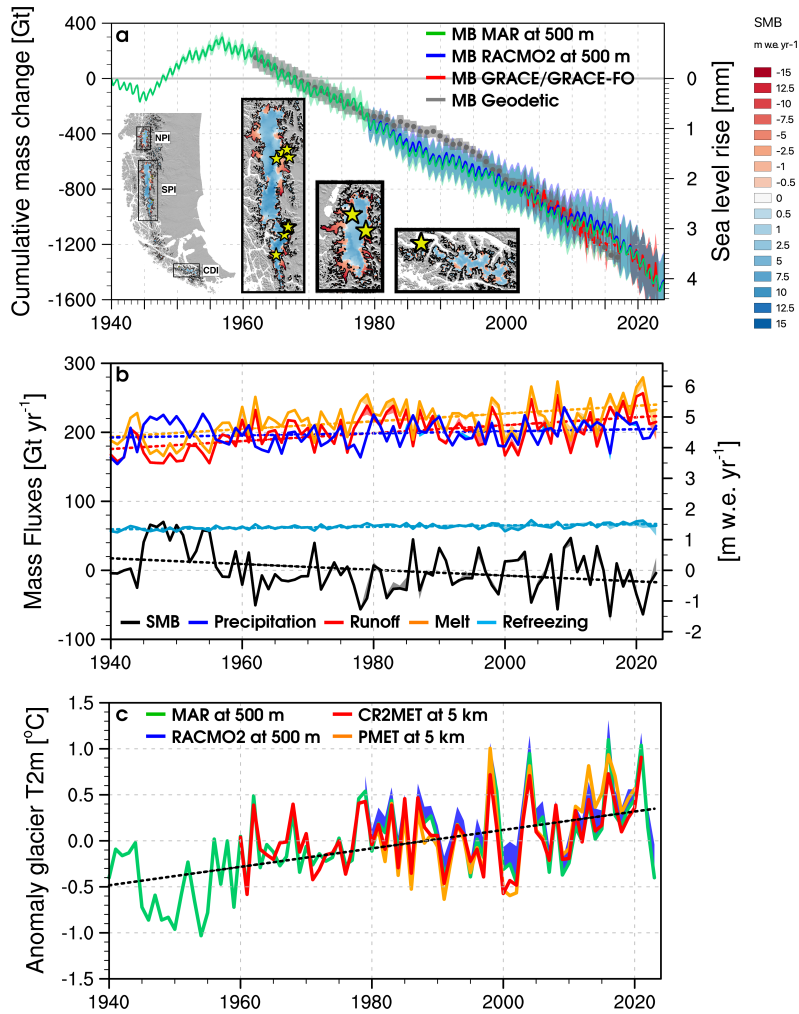 a
MB MAR at 500 m
MB RACMO2 at 500 m
MB GRACE/GRACE-FO
MB Geodetic
Cumulative mass change [Gt]
400
0
-400
-800
-1200
-1600
Sea level rise [mm]
0
1
2
3
4
NPI
SPI
CDI
1940
1960
1980
2000
2020
SMB
m w.e. yr-1
-15
12.5
-10
-7.5
-5
-2.5
-1
-0.5
0
0.5
1
2.5
5
7.5
10
12.5
15
b
Mass Fluxes [Gt yr-1]
300
200
100
0
-100
[m w.e. yr-1]
6
5
4
3
2
1
0
-1
-2
SMB
Precipitation
Runoff
Melt
Refreezing
1940
1960
1980
2000
2020
c
MAR at 500 m
RACMO2 at 500 m
CR2MET at 5 km
PMET at 5 km
Anomaly glacier T2m [°C]
1.5
1.0
0.5
0.0
-0.5
-1.0
-1.5
1940
1960
1980
2000
2020